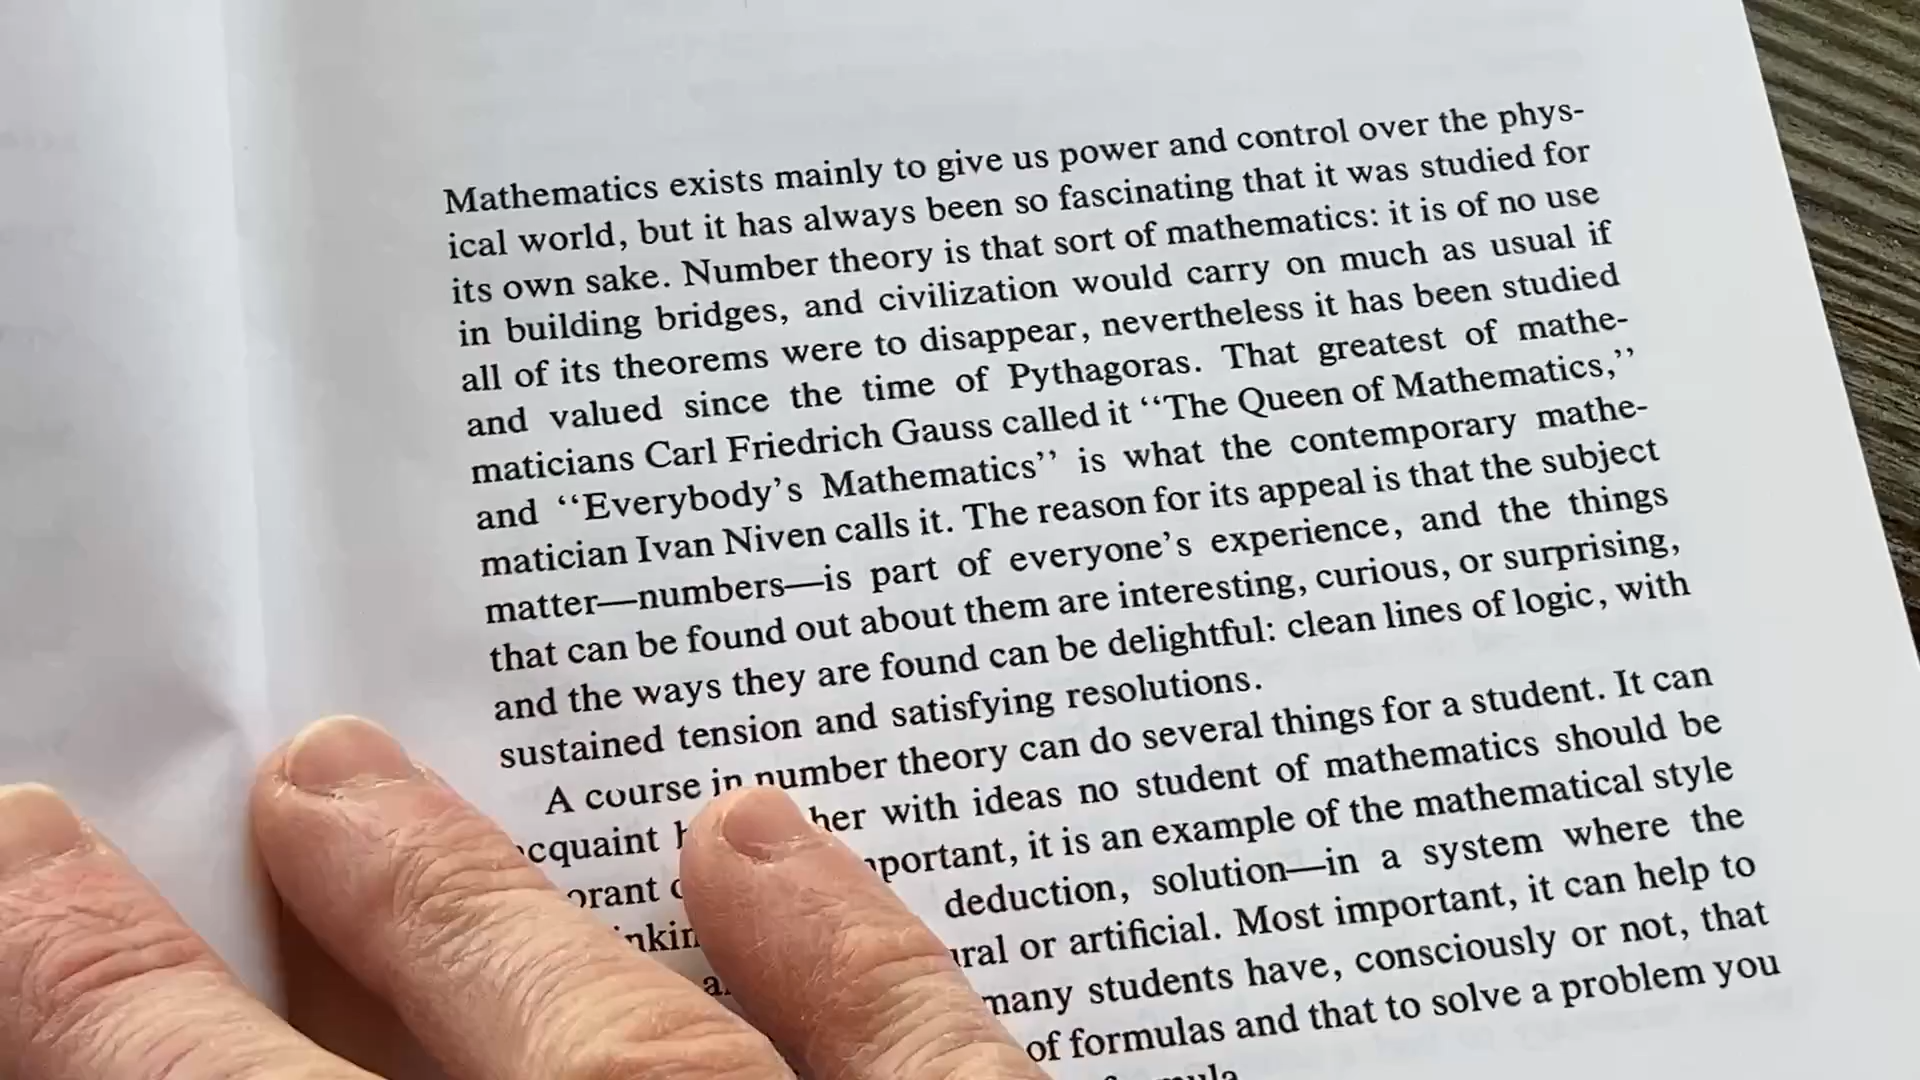 Mathematics exists mainly to give us power and control over the phys-
ical world, but it has always been so fascinating that it was studied for
its own sake. Number theory is that sort of mathematics: it is of no use
in building bridges, and civilization would carry on much as usual if
all of its theorems were to disappear, nevertheless it has been studied
and valued since the time of Pythagoras. That greatest of mathe-
maticians Carl Friedrich Gauss called it ‘‘The Queen of Mathematics,’’
and ‘‘Everybody’s Mathematics’’ is what the contemporary mathe-
matician Ivan Niven calls it. The reason for its appeal is that the subject
matter—numbers—is part of everyone’s experience, and the things
that can be found out about them are interesting, curious, or surprising,
and the ways they are found can be delightful: clean lines of logic, with
sustained tension and satisfying resolutions.
A course in number theory can do several things for a student. It can
her with ideas no student of mathematics should be
it is an example of the mathematical style
deduction, solution—in a system where the
or artificial. Most important, it can help to
many students have, consciously or not, that
of formulas and that to solve a problem you